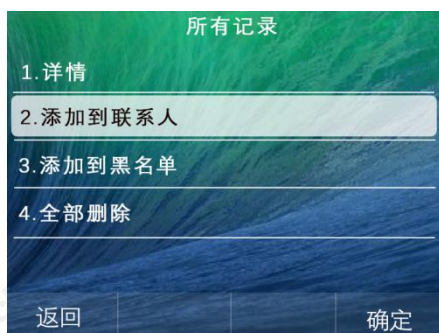 所有记录
1.详情
2.添加到联系人
3.添加到黑名单
4.全部删除
返回 确定